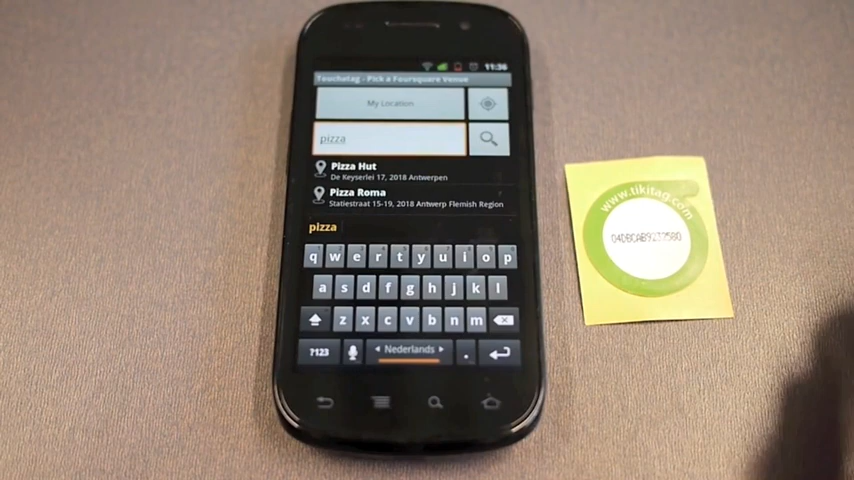 11:36
Touchatag - Pick a Foursquare Venue
My Location
pizza
Pizza Hut
De Keyserlei 17, 2018 Antwerpen
Pizza Roma
Statiestraat 15-19, 2018 Antwerp Flemish Region
pizza
q w e r t y u i o p
a s d f g h j k l
z x c v b n m
?123 Nederlands .
www.tikitag.com